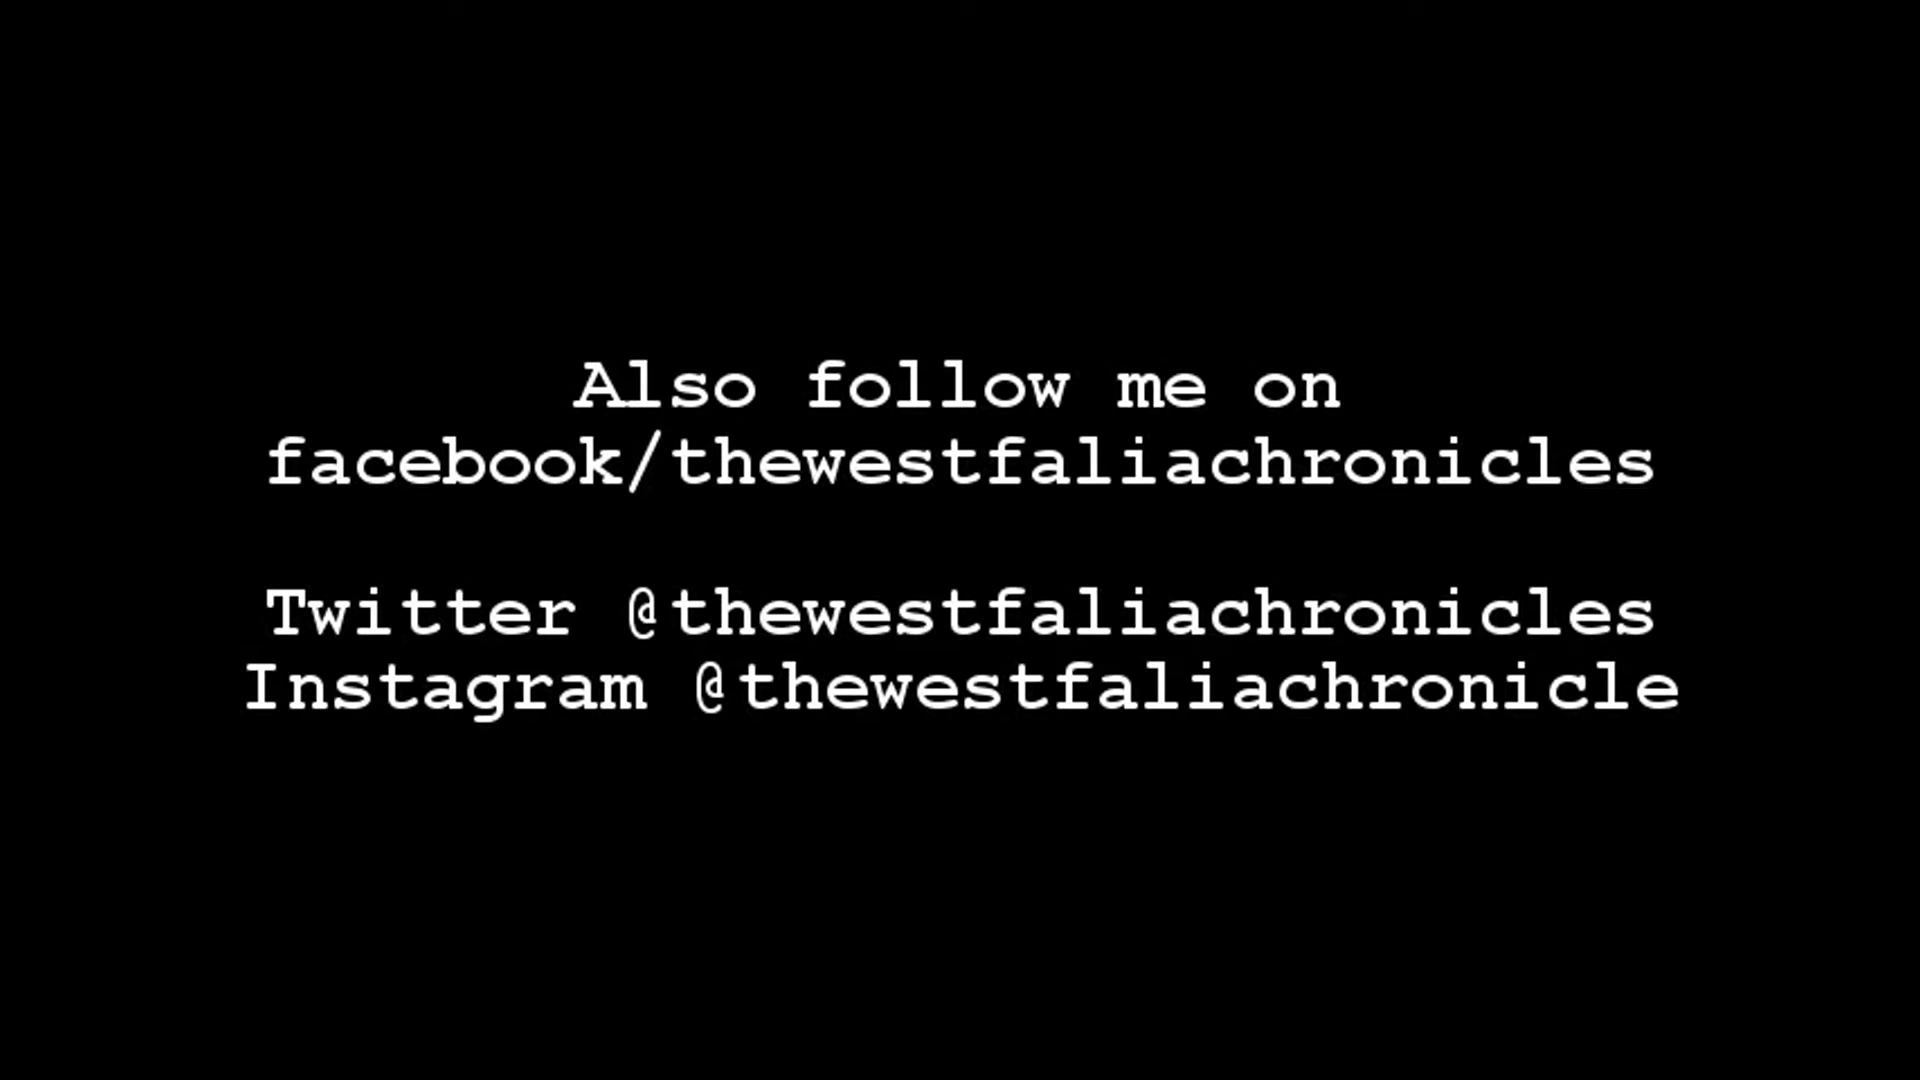 Also follow me on
facebook/thewestfaliachronicles
Twitter @thewestfaliachronicles
Instagram @thewestfaliachronicle